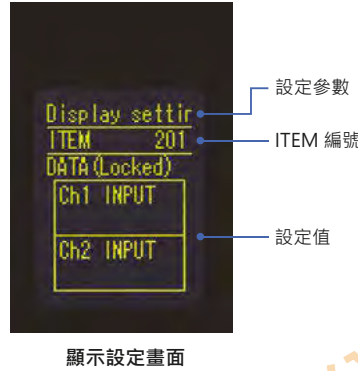 Display settir
設定參數
ITEM 201
ITEM 編號
DATA(Locked)
Ch1 INPUT
設定值
Ch2 INPUT
顯示設定畫面